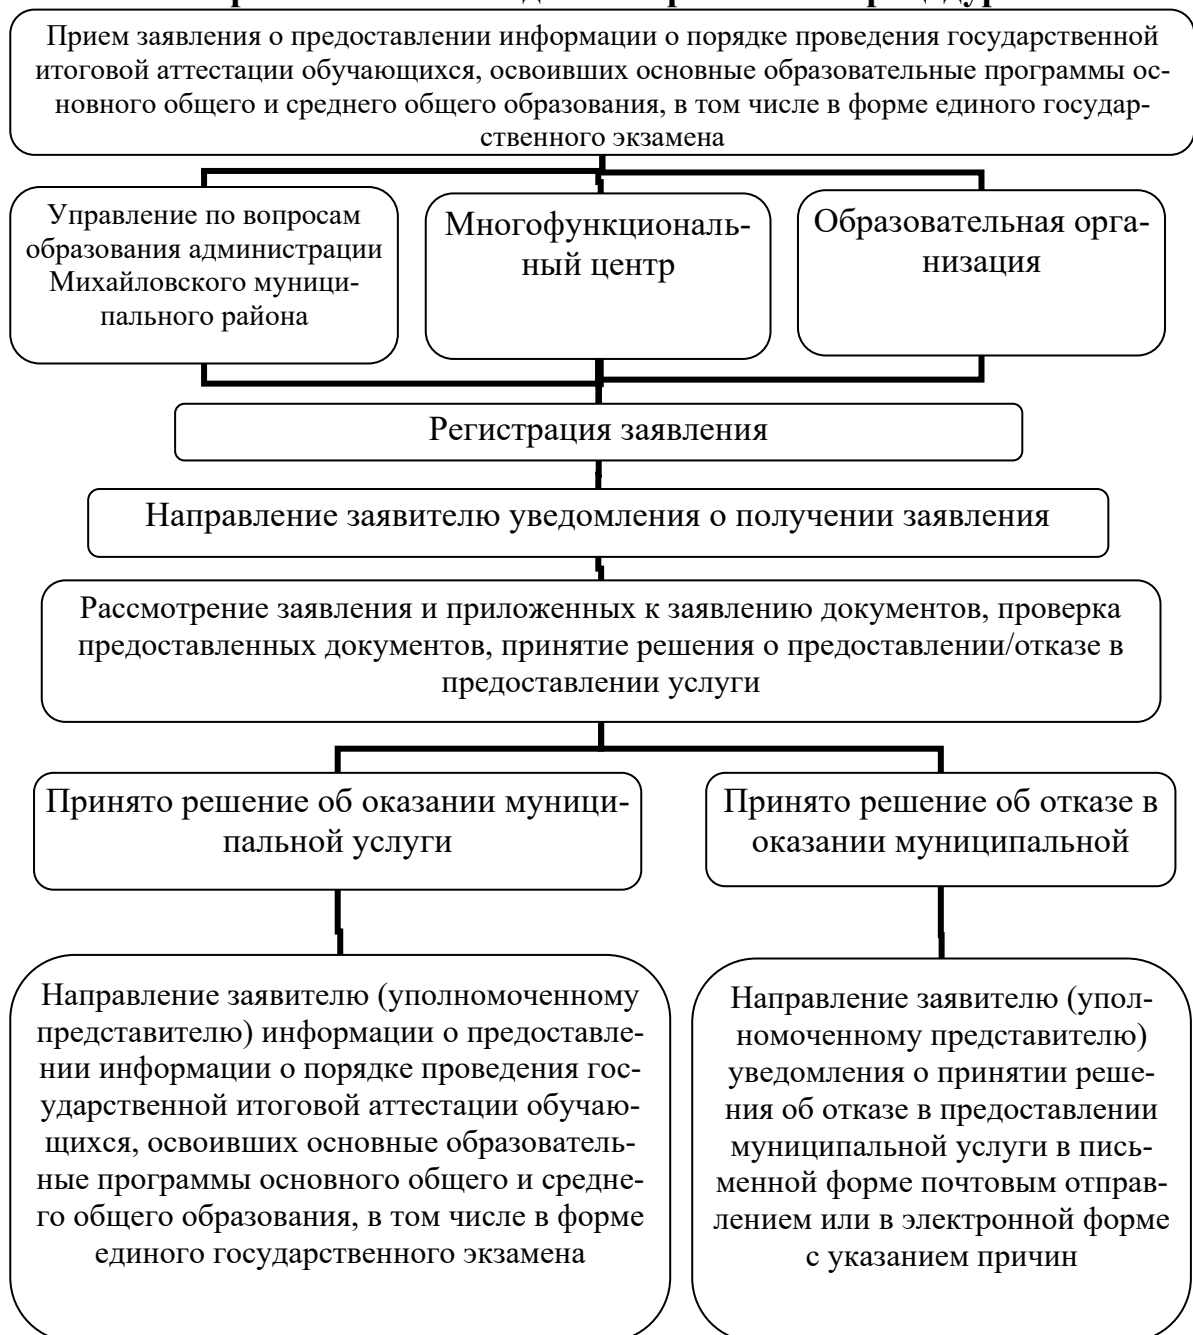 Прием заявления о предоставлении информации о порядке проведения государственной
итоговой аттестации обучающихся, освоивших основные образовательные программы ос-
новного общего и среднего общего образования, в том числе в форме единого государ-
ственного экзамена
Управление по вопросам
образования администрации
Михайловского муници-
пального района
Многофункциональ-
ный центр
Образовательная орга-
низация
Регистрация заявления
Направление заявителю уведомления о получении заявления
Рассмотрение заявления и приложенных к заявлению документов, проверка
предоставленных документов, принятие решения о предоставлении/отказе в
предоставлении услуги
Принято решение об оказании муници-
пальной услуги
Принято решение об отказе в
оказании муниципальной
Направление заявителю (уполномоченному
представителю) информации о предоставле-
нии информации о порядке проведения гос-
ударственной итоговой аттестации обучаю-
щихся, освоивших основные образователь-
ные программы основного общего и средне-
го общего образования, в том числе в форме
единого государственного экзамена
Направление заявителю (упол-
номоченному представителю)
уведомления о принятии реше-
ния об отказе в предоставлении
муниципальной услуги в пись-
менной форме почтовым отправ-
лением или в электронной форме
с указанием причин